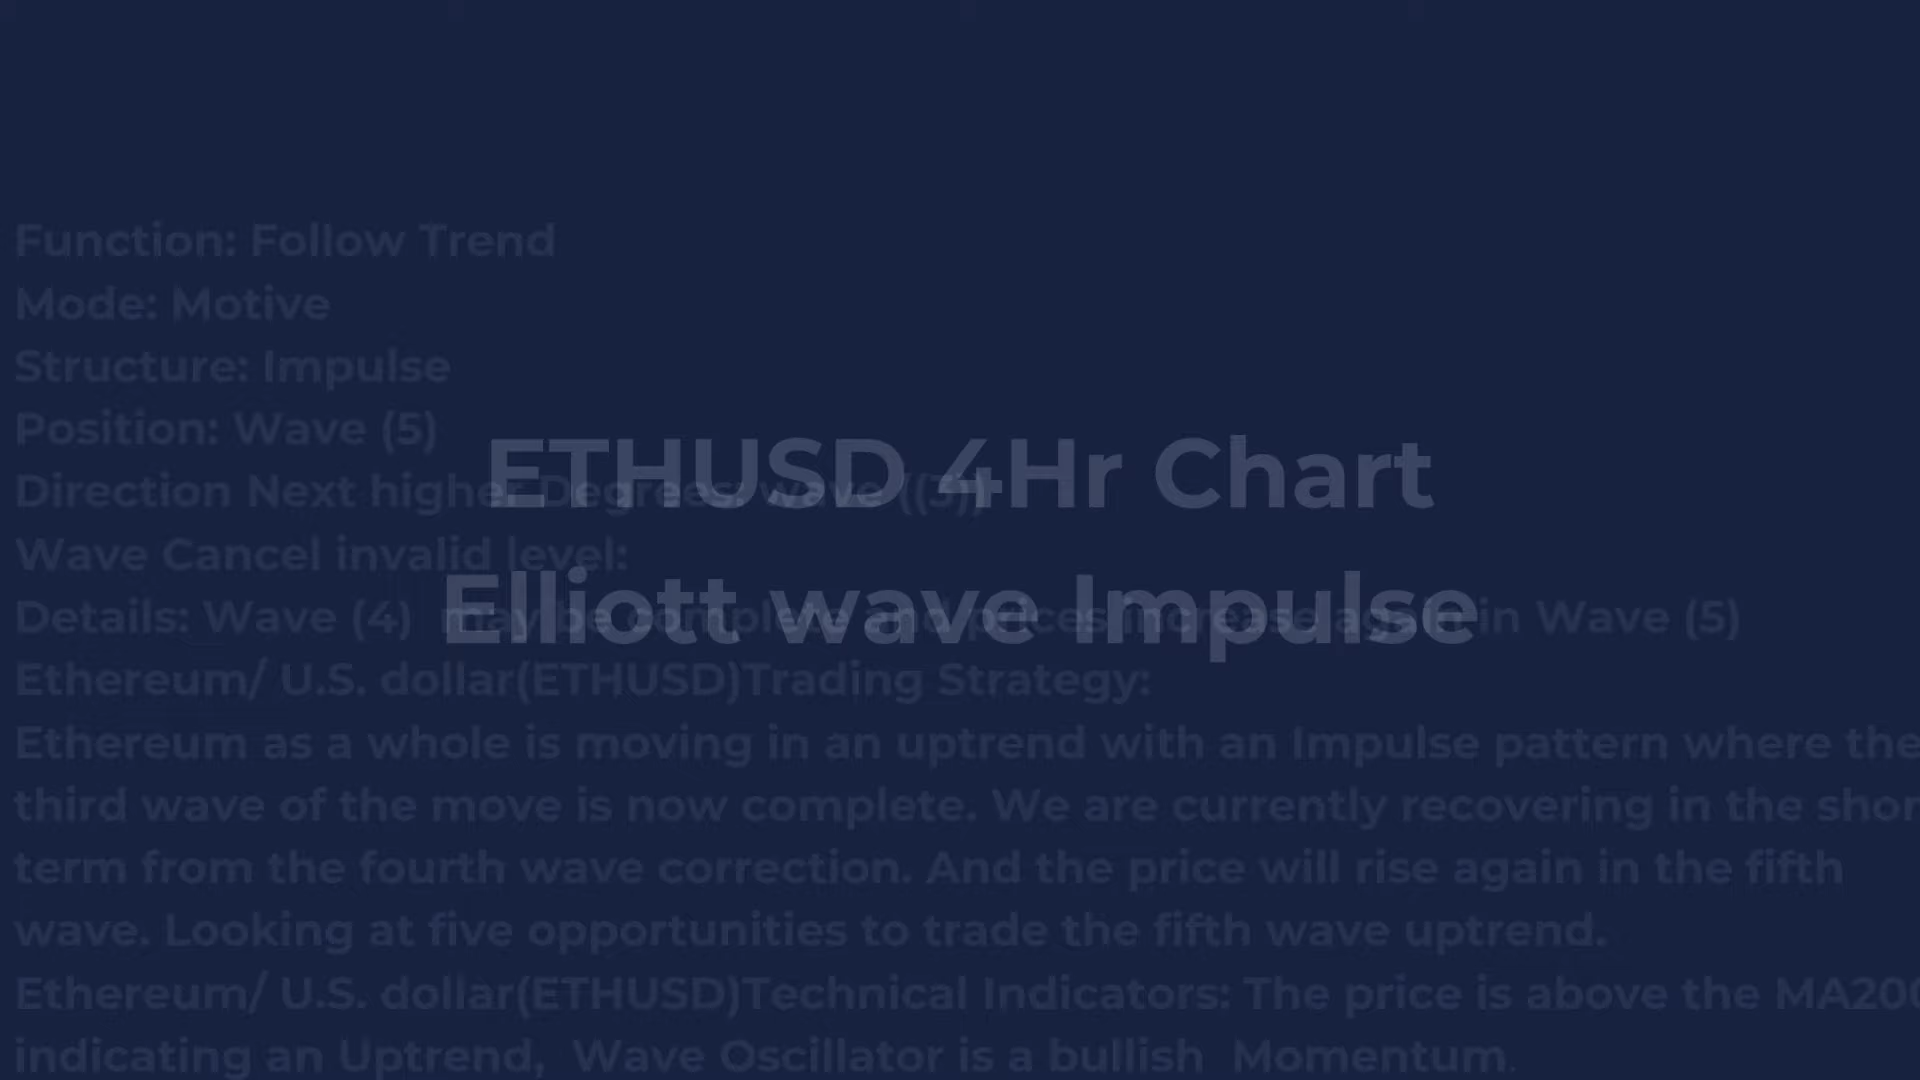 Function: Follow Trend
Mode: Motive
Structure: Impulse
Position: Wave (5)
ETHUSD 4Hr Chart
Direction Next higher Degrees: wave ((3))
Wave Cancel invalid level:
Elliott wave Impulse
Details: Wave (4) may be complete and prices increase again in Wave (5)
Ethereum/ U.S. dollar(ETHUSD)Trading Strategy:
Ethereum as a whole is moving in an uptrend with an Impulse pattern where the
third wave of the move is now complete. We are currently recovering in the shor
term from the fourth wave correction. And the price will rise again in the fifth
wave. Looking at five opportunities to trade the fifth wave uptrend.
Ethereum/ U.S. dollar(ETHUSD)Technical Indicators: The price is above the MA200
indicating an Uptrend, Wave Oscillator is a bullish Momentum.